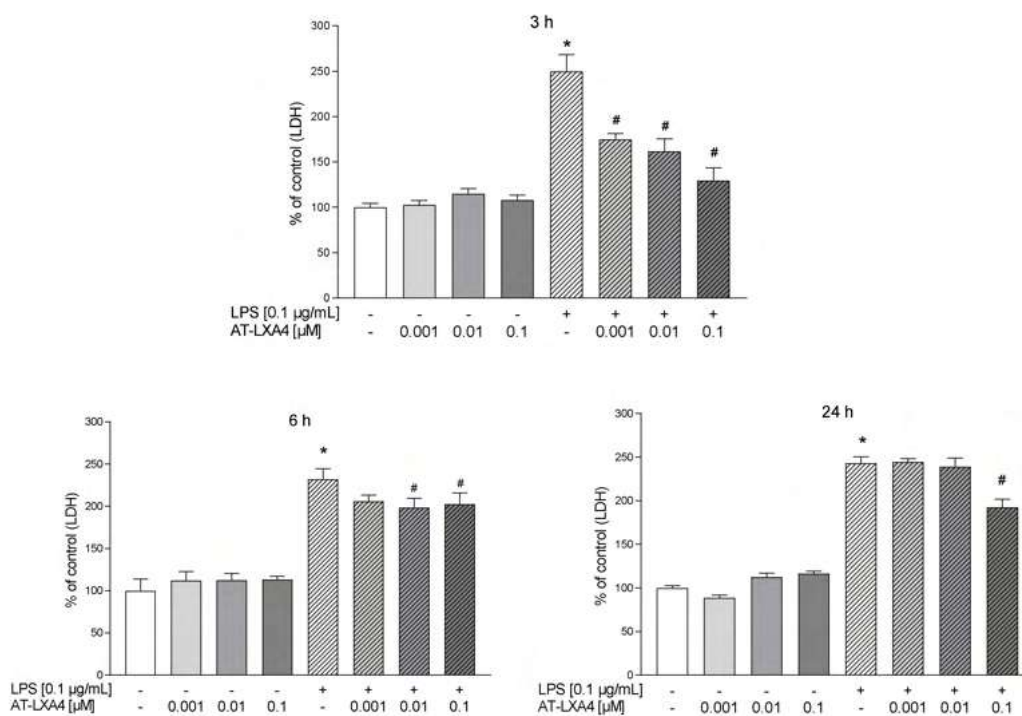 3 h
300
250
200
150
100
50
0
% of control (LDH)
*
#
#
#
LPS [0.1 µg/mL] - - - - + + + +
AT-LXA4 [µM] - 0.001 0.01 0.1 - 0.001 0.01 0.1
6 h
300
250
200
150
100
50
0
% of control (LDH)
*
#
#
LPS [0.1 µg/mL] - - - - + + + +
AT-LXA4 [µM] - 0.001 0.01 0.1 - 0.001 0.01 0.1
24 h
300
250
200
150
100
50
0
% of control (LDH)
*
#
LPS [0.1 µg/mL] - - - - + + + +
AT-LXA4 [µM] - 0.001 0.01 0.1 - 0.001 0.01 0.1